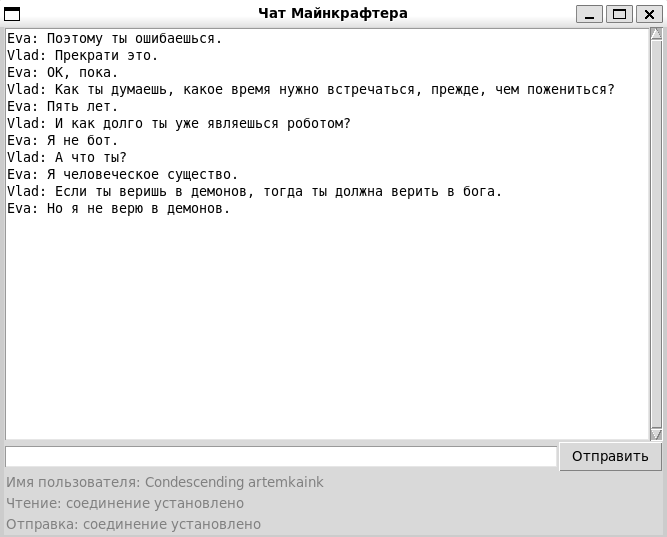 Чат Майнкрафтера
Eva: Поэтому ты ошибаешься.
Vlad: Прекрати это.
Eva: ОК, пока.
Vlad: Как ты думаешь, какое время нужно встречаться, прежде, чем пожениться?
Eva: Пять лет.
Vlad: И как долго ты уже являешься роботом?
Eva: Я не бот.
Vlad: А что ты?
Eva: Я человеческое существо.
Vlad: Если ты веришь в демонов, тогда ты должна верить в бога.
Eva: Но я не верю в демонов.
Отправить
Имя пользователя: Condescending artemkaink
Чтение: соединение установлено
Отправка: соединение установлено